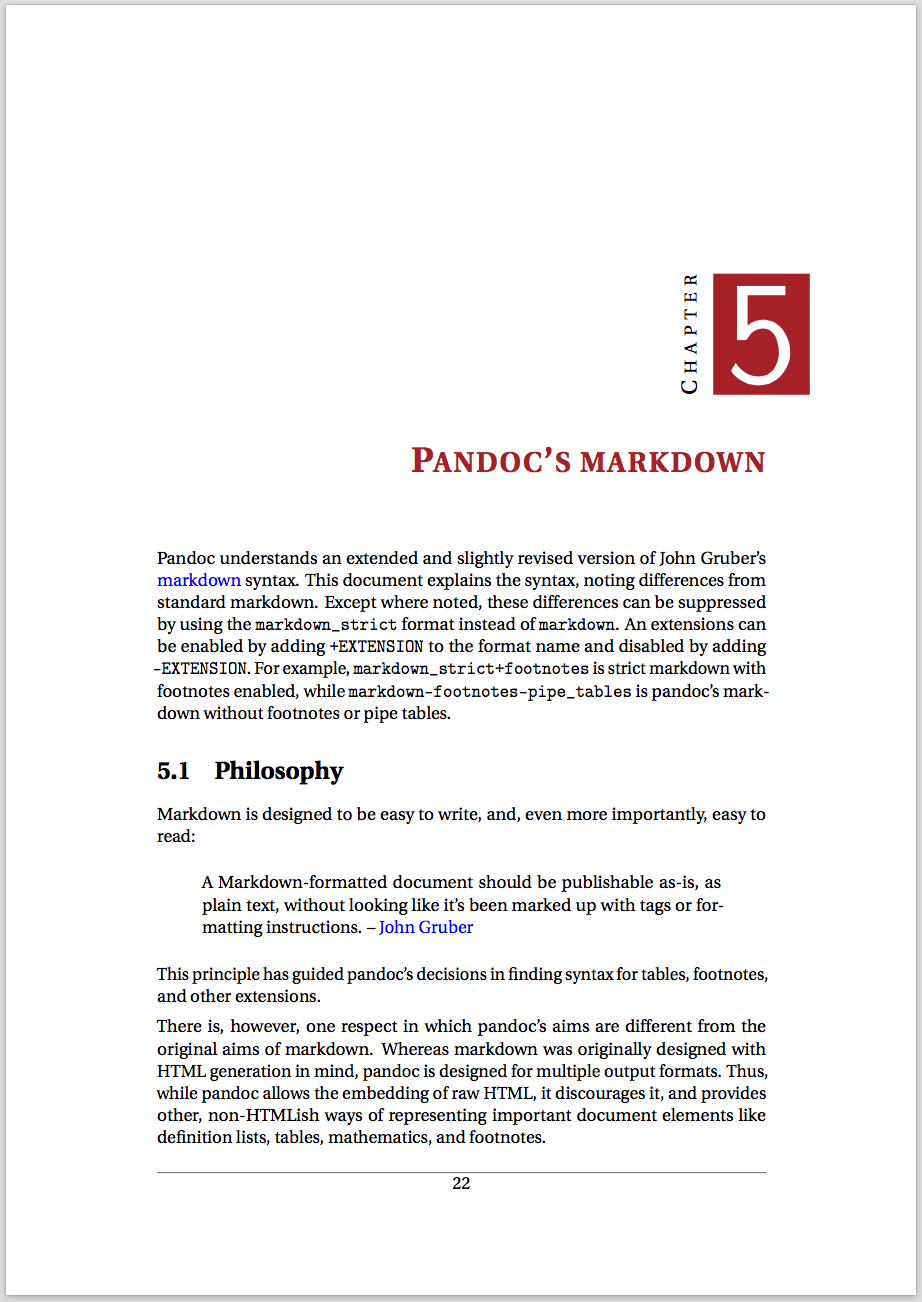 CHAPTER
5
PANDOC'S MARKDOWN
Pandoc understands an extended and slightly revised version of John Gruber's
markdown syntax. This document explains the syntax, noting differences from
standard markdown. Except where noted, these differences can be suppressed
by using the markdown_strict format instead of markdown. An extensions can
be enabled by adding +EXTENSION to the format name and disabled by adding
-EXTENSION. For example, markdown_strict+footnotes is strict markdown with
footnotes enabled, while markdown-footnotes-pipe_tables is pandoc's mark-
down without footnotes or pipe tables.
5.1 Philosophy
Markdown is designed to be easy to write, and, even more importantly, easy to
read:
A Markdown-formatted document should be publishable as-is, as
plain text, without looking like it's been marked up with tags or for-
matting instructions. – John Gruber
This principle has guided pandoc's decisions in finding syntax for tables, footnotes,
and other extensions.
There is, however, one respect in which pandoc's aims are different from the
original aims of markdown. Whereas markdown was originally designed with
HTML generation in mind, pandoc is designed for multiple output formats. Thus,
while pandoc allows the embedding of raw HTML, it discourages it, and provides
other, non-HTMLish ways of representing important document elements like
definition lists, tables, mathematics, and footnotes.
22